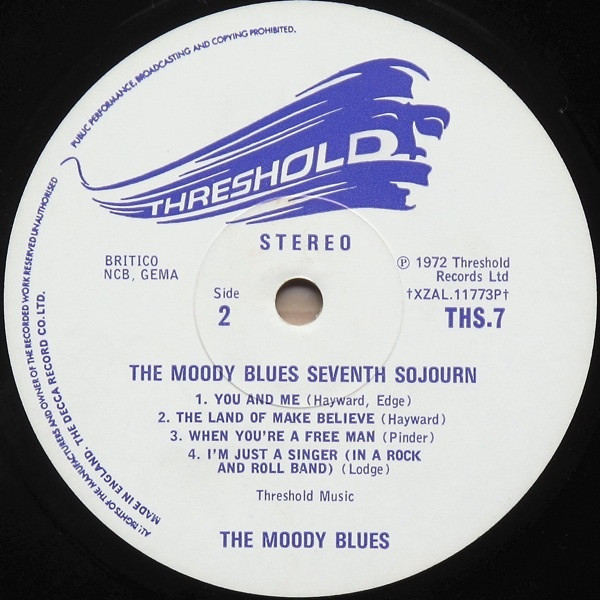 PUBLIC PERFORMANCE, BROADCASTING AND COPYING PROHIBITED.
THRESHOLD
STEREO
BRITICO
NCB, GEMA
℗ 1972 Threshold
Records Ltd
Side
2
†XZAL.11773P†
THS.7
THE MOODY BLUES SEVENTH SOJOURN
1. YOU AND ME (Hayward, Edge)
2. THE LAND OF MAKE BELIEVE (Hayward)
3. WHEN YOU'RE A FREE MAN (Pinder)
4. I'M JUST A SINGER (IN A ROCK
AND ROLL BAND) (Lodge)
Threshold Music
THE MOODY BLUES
ALL RIGHTS OF THE MANUFACTURERS AND OWNER OF THE RECORDED WORK RESERVED UNAUTHORISED
MADE IN ENGLAND. THE DECCA RECORD CO. LTD.